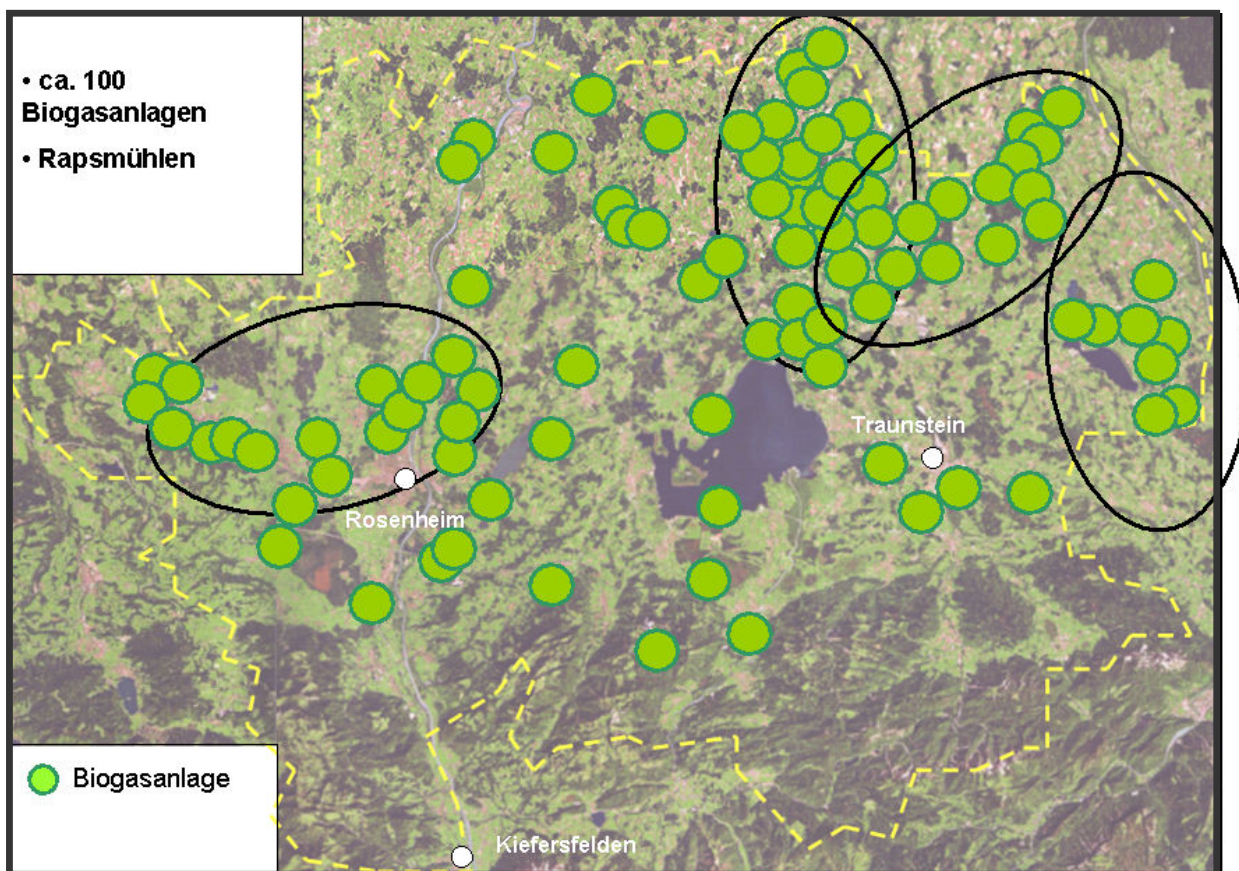 • ca. 100
Biogasanlagen
• Rapsmühlen
Traunstein
Rosenheim
Biogasanlage
Kiefersfelden